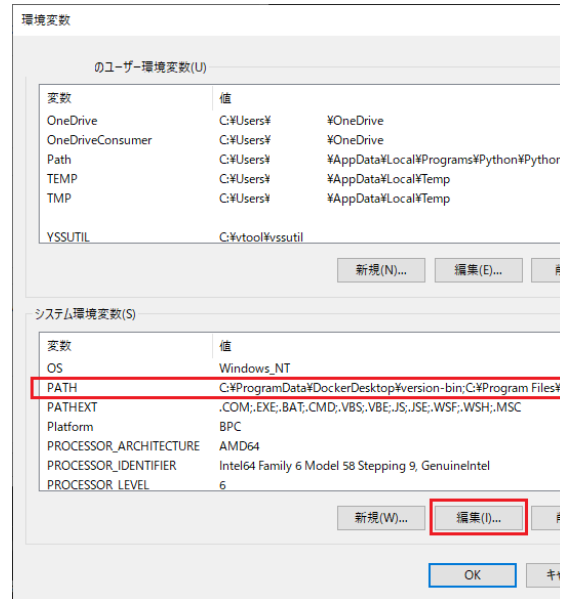 環境変数
のユーザー環境変数(U)
変数 値
OneDrive C:¥Users¥ ¥OneDrive
OneDriveConsumer C:¥Users¥ ¥OneDrive
Path C:¥Users¥ ¥AppData¥Local¥Programs¥Python¥Python
TEMP C:¥Users¥ ¥AppData¥Local¥Temp
TMP C:¥Users¥ ¥AppData¥Local¥Temp
YSSUTIL C:¥vtool¥vssutil
新規(N)... 編集(E)...
システム環境変数(S)
変数 値
OS Windows_NT
PATH C:¥ProgramData¥DockerDesktop¥version-bin;C:¥Program Files¥
PATHEXT .COM;.EXE;.BAT;.CMD;.VBS;.VBE;.JS;.JSE;.WSF;.WSH;.MSC
Platform BPC
PROCESSOR_ARCHITECTURE AMD64
PROCESSOR_IDENTIFIER Intel64 Family 6 Model 58 Stepping 9, GenuineIntel
PROCESSOR_LEVEL 6
新規(W)... 編集(I)...
OK キャ